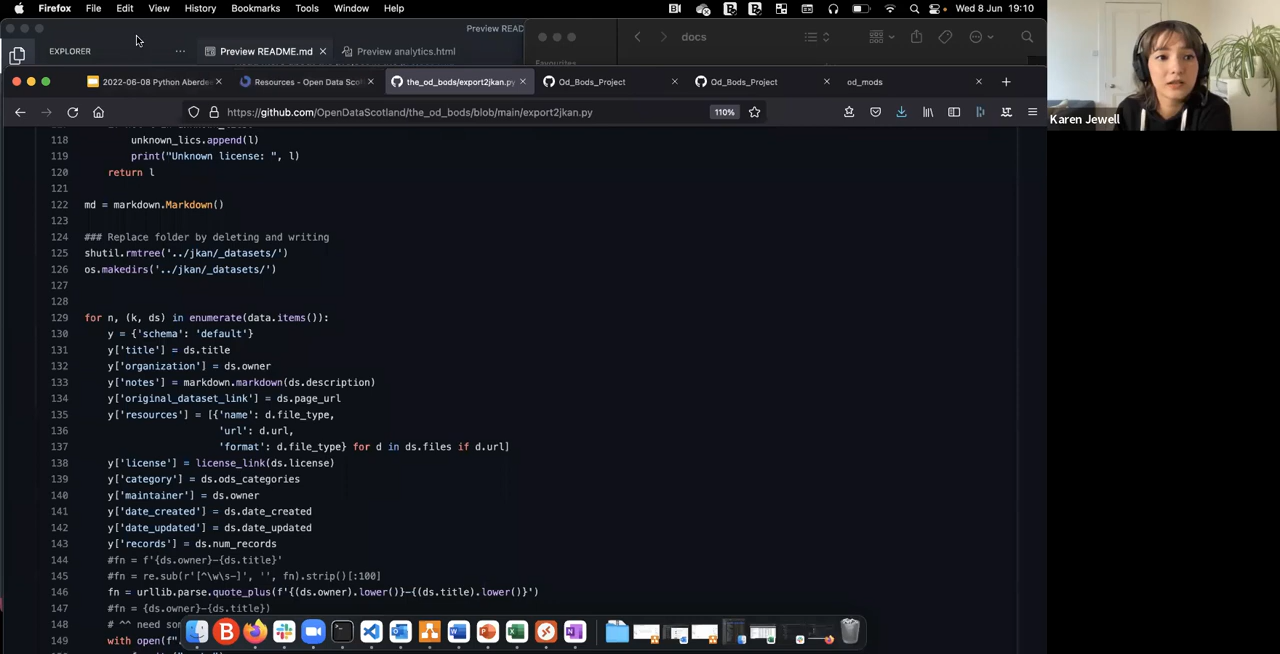 Firefox File Edit View History Bookmarks Tools Window Help Wed 8 Jun 19:10
Preview READ
EXPLORER ··· Preview README.md × Preview analytics.html docs
Favourites
2022-06-08 Python Aberde × Resources - Open Data Scot × the_od_bods/export2jkan.py × Od_Bods_Project × Od_Bods_Project × od_mods × +
https://github.com/OpenDataScotland/the_od_bods/blob/main/export2jkan.py 110%
118 unknown_lics.append(l)
119 print("Unknown license: ", l)
120 return l
121
122 md = markdown.Markdown()
123
124 ### Replace folder by deleting and writing
125 shutil.rmtree('../jkan/_datasets/')
126 os.makedirs('../jkan/_datasets/')
127
128
129 for n, (k, ds) in enumerate(data.items()):
130 y = {'schema': 'default'}
131 y['title'] = ds.title
132 y['organization'] = ds.owner
133 y['notes'] = markdown.markdown(ds.description)
134 y['original_dataset_link'] = ds.page_url
135 y['resources'] = [{'name': d.file_type,
136 'url': d.url,
137 'format': d.file_type} for d in ds.files if d.url]
138 y['license'] = license_link(ds.license)
139 y['category'] = ds.ods_categories
140 y['maintainer'] = ds.owner
141 y['date_created'] = ds.date_created
142 y['date_updated'] = ds.date_updated
143 y['records'] = ds.num_records
144 #fn = f'{ds.owner}-{ds.title}'
145 #fn = re.sub(r'[^\w\s-]', '', fn).strip()[:100]
146 fn = urllib.parse.quote_plus(f'{(ds.owner).lower()}-{(ds.title).lower()}')
147 #fn = {ds.owner}-{ds.title})
148 # ^^ need som
149 with open(f"
Karen Jewell